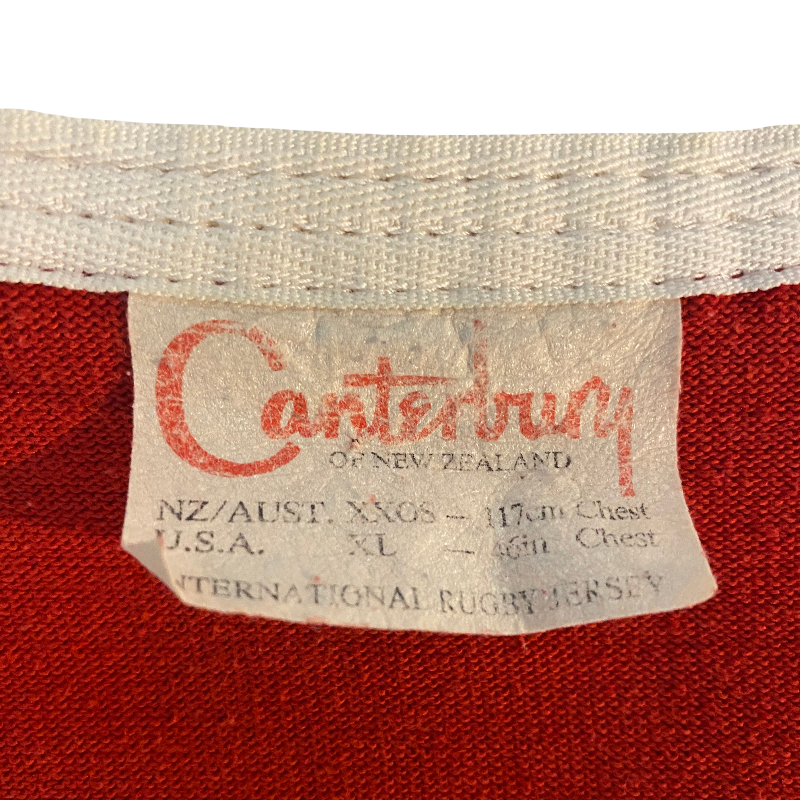 Canterbury
OF NEW ZEALAND
NZ/AUST. XXOS - 117cm Chest
U.S.A. XL - 46in Chest
INTERNATIONAL RUGBY JERSEY